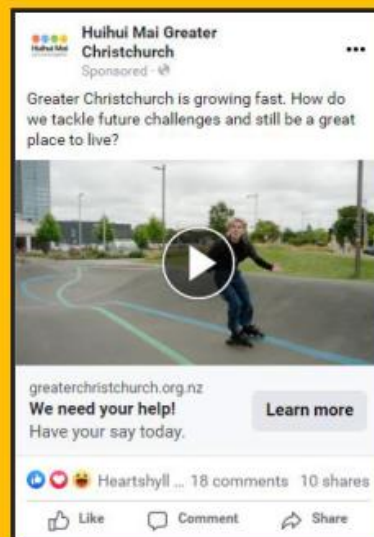 Huihui Mai Greater
Christchurch
Huihui Mai
Sponsored ·
Greater Christchurch is growing fast. How do
we tackle future challenges and still be a great
place to live?
greaterchristchurch.org.nz
We need your help!
Have your say today.
Learn more
Heartshyll ... 18 comments 10 shares
Like Comment Share